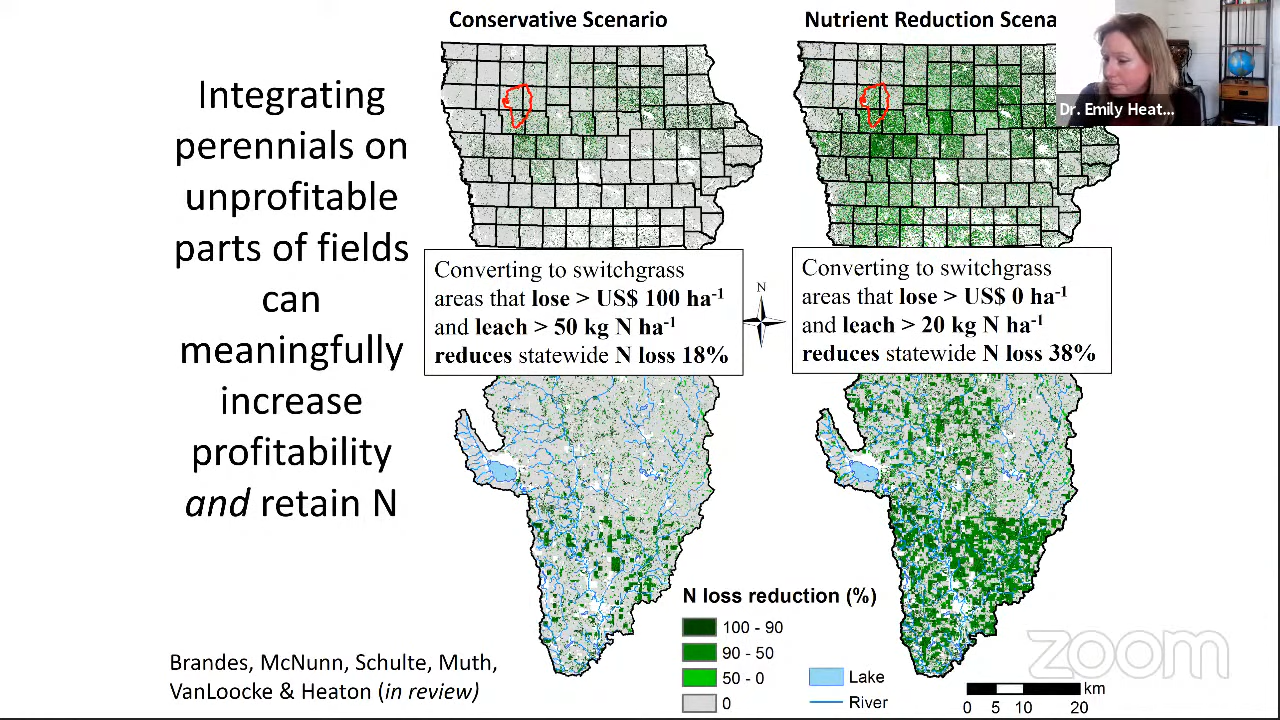 Conservative Scenario
Nutrient Reduction Scena
Dr. Emily Heat...
Integrating
perennials on
unprofitable
parts of fields
can
meaningfully
increase
profitability
and retain N
Converting to switchgrass
areas that lose > US$ 100 ha⁻¹
and leach > 50 kg N ha⁻¹
reduces statewide N loss 18%
N
Converting to switchgrass
areas that lose > US$ 0 ha⁻¹
and leach > 20 kg N ha⁻¹
reduces statewide N loss 38%
N loss reduction (%)
100 - 90
90 - 50
50 - 0
0
Lake
River
km
0 5 10 20
Brandes, McNunn, Schulte, Muth,
VanLoocke & Heaton (in review)
zoom